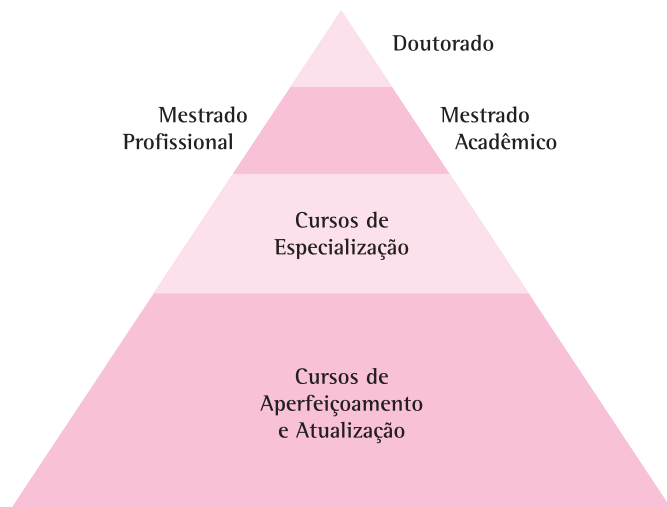 Doutorado
Mestrado
Profissional
Mestrado
Acadêmico
Cursos de
Especialização
Cursos de
Aperfeiçoamento
e Atualização